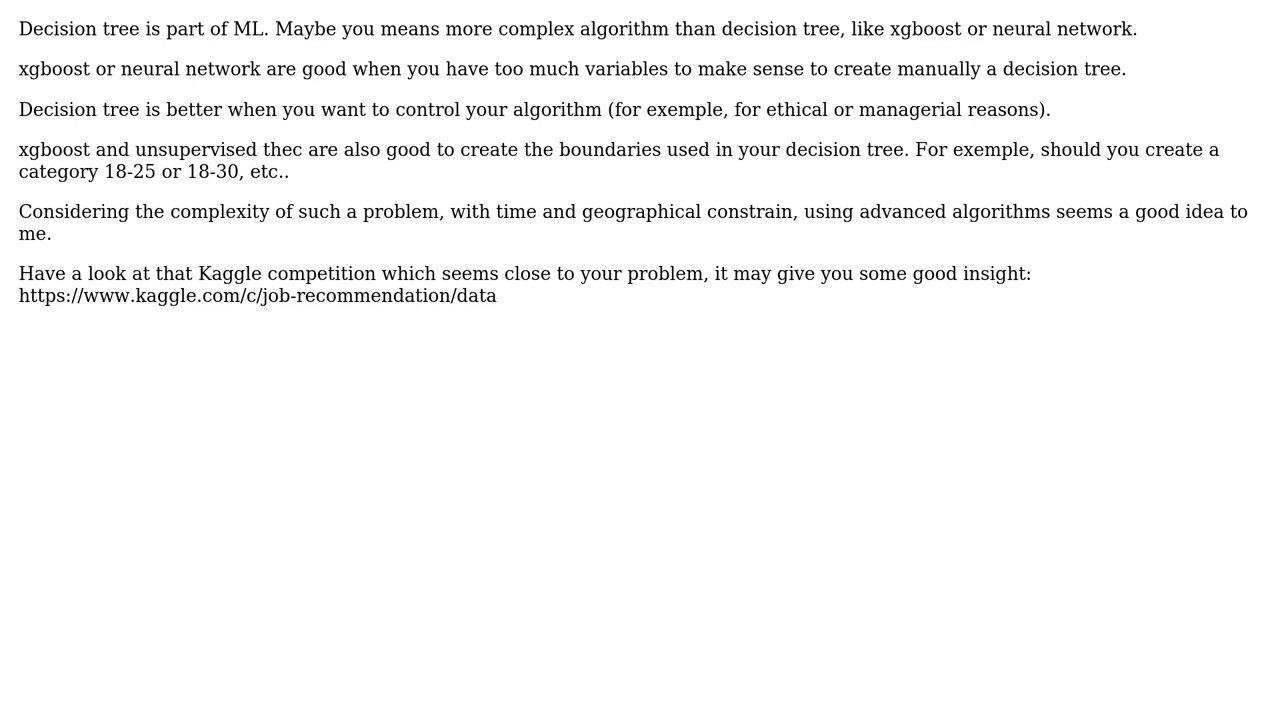 Decision tree is part of ML. Maybe you means more complex algorithm than decision tree, like xgboost or neural network.
xgboost or neural network are good when you have too much variables to make sense to create manually a decision tree.
Decision tree is better when you want to control your algorithm (for exemple, for ethical or managerial reasons).
xgboost and unsupervised thec are also good to create the boundaries used in your decision tree. For exemple, should you create a
category 18-25 or 18-30, etc..
Considering the complexity of such a problem, with time and geographical constrain, using advanced algorithms seems a good idea to
me.
Have a look at that Kaggle competition which seems close to your problem, it may give you some good insight:
https://www.kaggle.com/c/job-recommendation/data